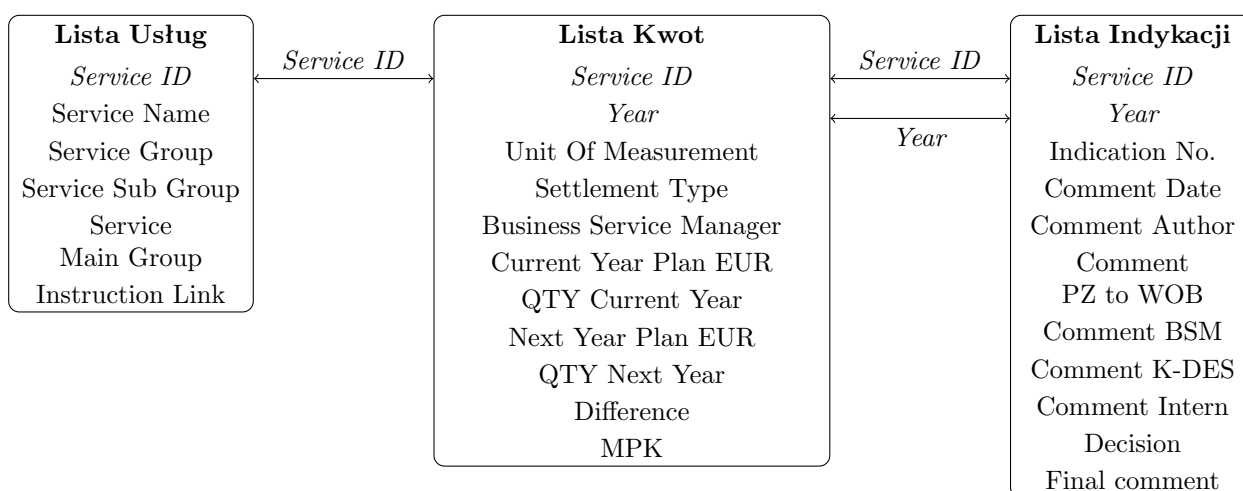 Lista Usług
Service ID
Service Name
Service Group
Service Sub Group
Service
Main Group
Instruction Link
Service ID
Lista Kwot
Service ID
Year
Unit Of Measurement
Settlement Type
Business Service Manager
Current Year Plan EUR
QTY Current Year
Next Year Plan EUR
QTY Next Year
Difference
MPK
Service ID
Year
Lista Indykacji
Service ID
Year
Indication No.
Comment Date
Comment Author
Comment
PZ to WOB
Comment BSM
Comment K-DES
Comment Intern
Decision
Final comment